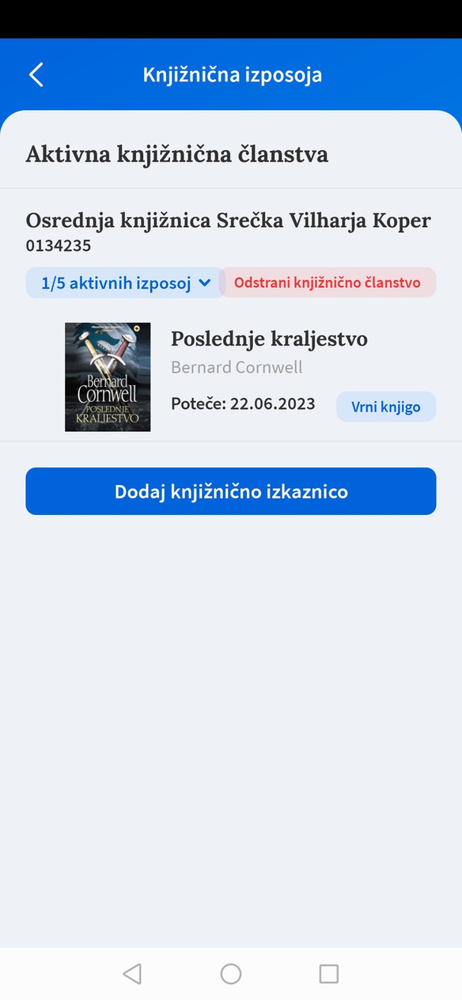 Knjižnična izposoja
Aktivna knjižnična članstva
Osrednja knjižnica Srečka Vilharja Koper
0134235
1/5 aktivnih izposoj
Odstrani knjižnično članstvo
Bernard
Cornwell
POSLEDNJE
KRALJESTVO
Poslednje kraljestvo
Bernard Cornwell
Poteče: 22.06.2023
Vrni knjigo
Dodaj knjižnično izkaznico